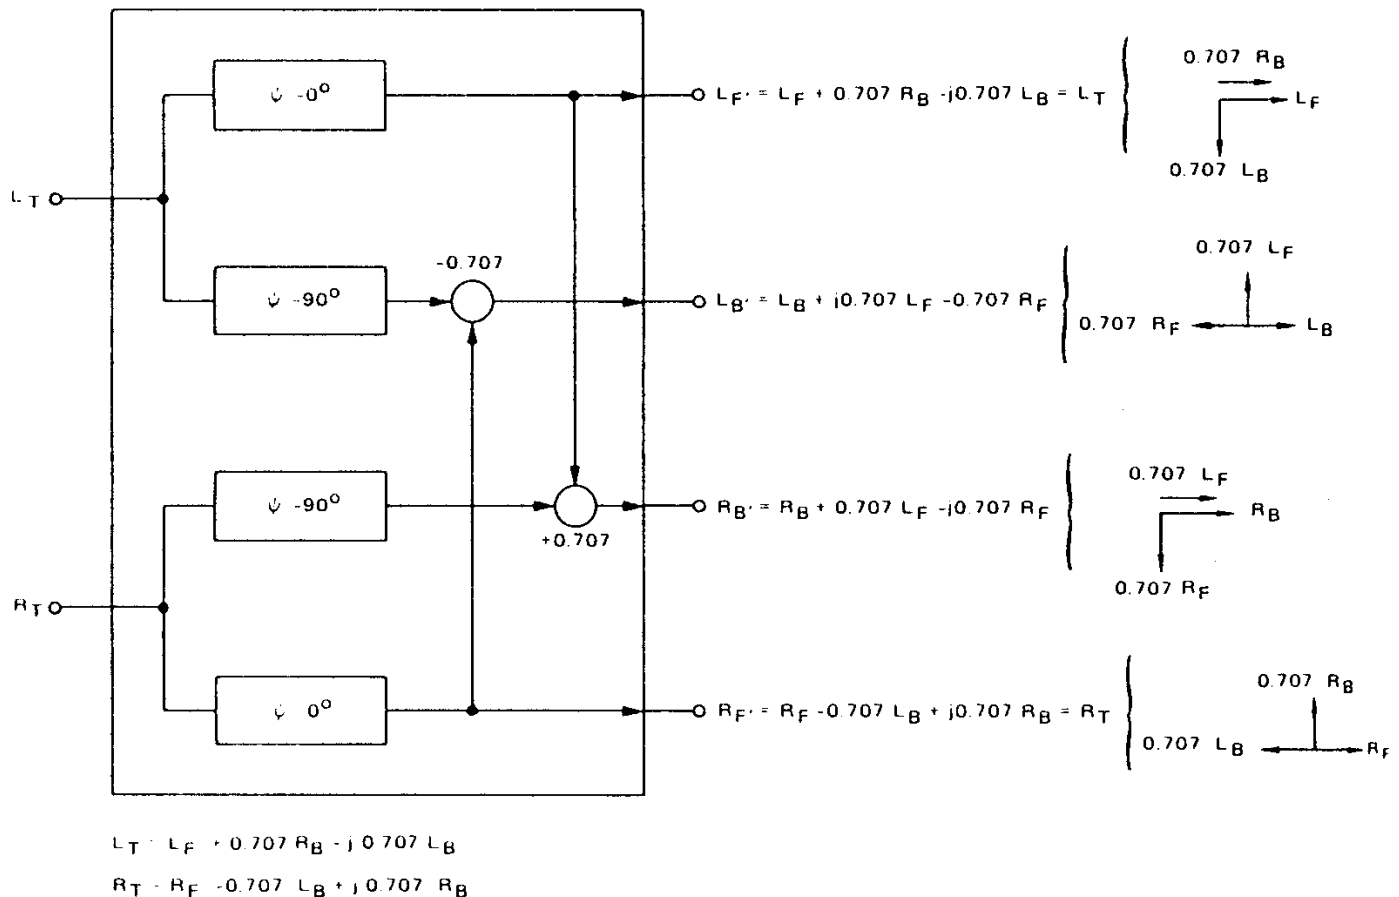 0.707 R_B
ψ -0°
L_F' = L_F + 0.707 R_B -j0.707 L_B = L_T
L_F
0.707 L_B
L_T
0.707 L_F
-0.707
ψ -90°
L_B' = L_B + j0.707 L_F -0.707 R_F
0.707 R_F
L_B
0.707 L_F
ψ -90°
R_B' = R_B + 0.707 L_F -j0.707 R_F
R_B
+0.707
0.707 R_F
R_T
0.707 R_B
ψ 0°
R_F' = R_F -0.707 L_B + j0.707 R_B = R_T
0.707 L_B
R_F
L_T - L_F + 0.707 R_B - j 0 707 L_B
R_T - R_F -0.707 L_B + j 0.707 R_B